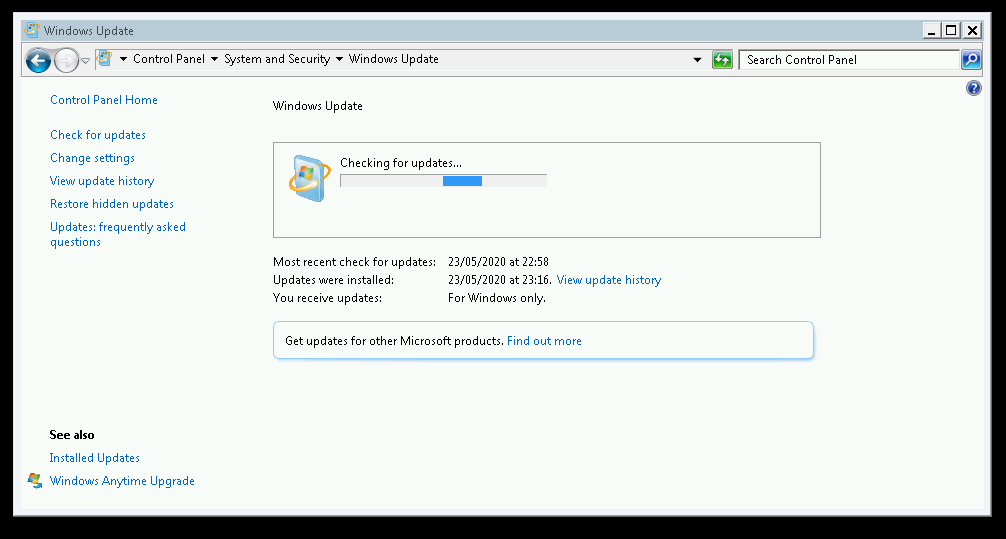 Windows Update
Control Panel System and Security Windows Update
Search Control Panel
Control Panel Home
Check for updates
Change settings
View update history
Restore hidden updates
Updates: frequently asked
questions
Windows Update
Checking for updates...
Most recent check for updates: 23/05/2020 at 22:58
Updates were installed: 23/05/2020 at 23:16. View update history
You receive updates: For Windows only.
Get updates for other Microsoft products. Find out more
See also
Installed Updates
Windows Anytime Upgrade